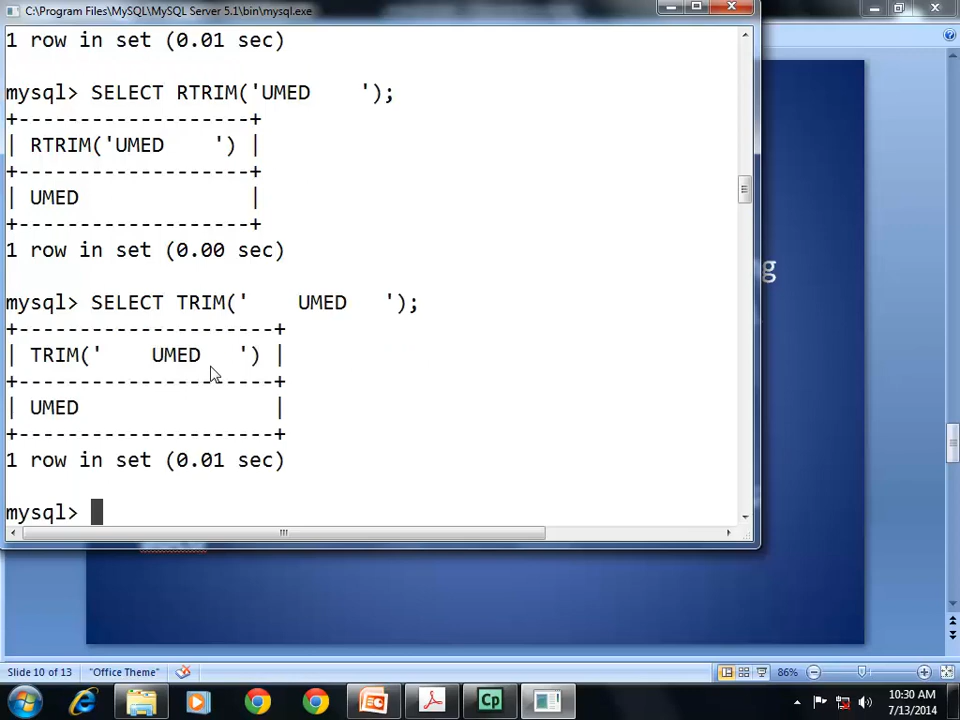 C:\Program Files\MySQL\MySQL Server 5.1\bin\mysql.exe
1 row in set (0.01 sec)
mysql> SELECT RTRIM('UMED    ');
+-------------------+
| RTRIM('UMED    ') |
+-------------------+
| UMED              |
+-------------------+
1 row in set (0.00 sec)
mysql> SELECT TRIM('    UMED   ');
+---------------------+
| TRIM('    UMED   ') |
+---------------------+
| UMED                |
+---------------------+
1 row in set (0.01 sec)
mysql>
g
Slide 10 of 13
"Office Theme"
86%
10:30 AM
7/13/2014